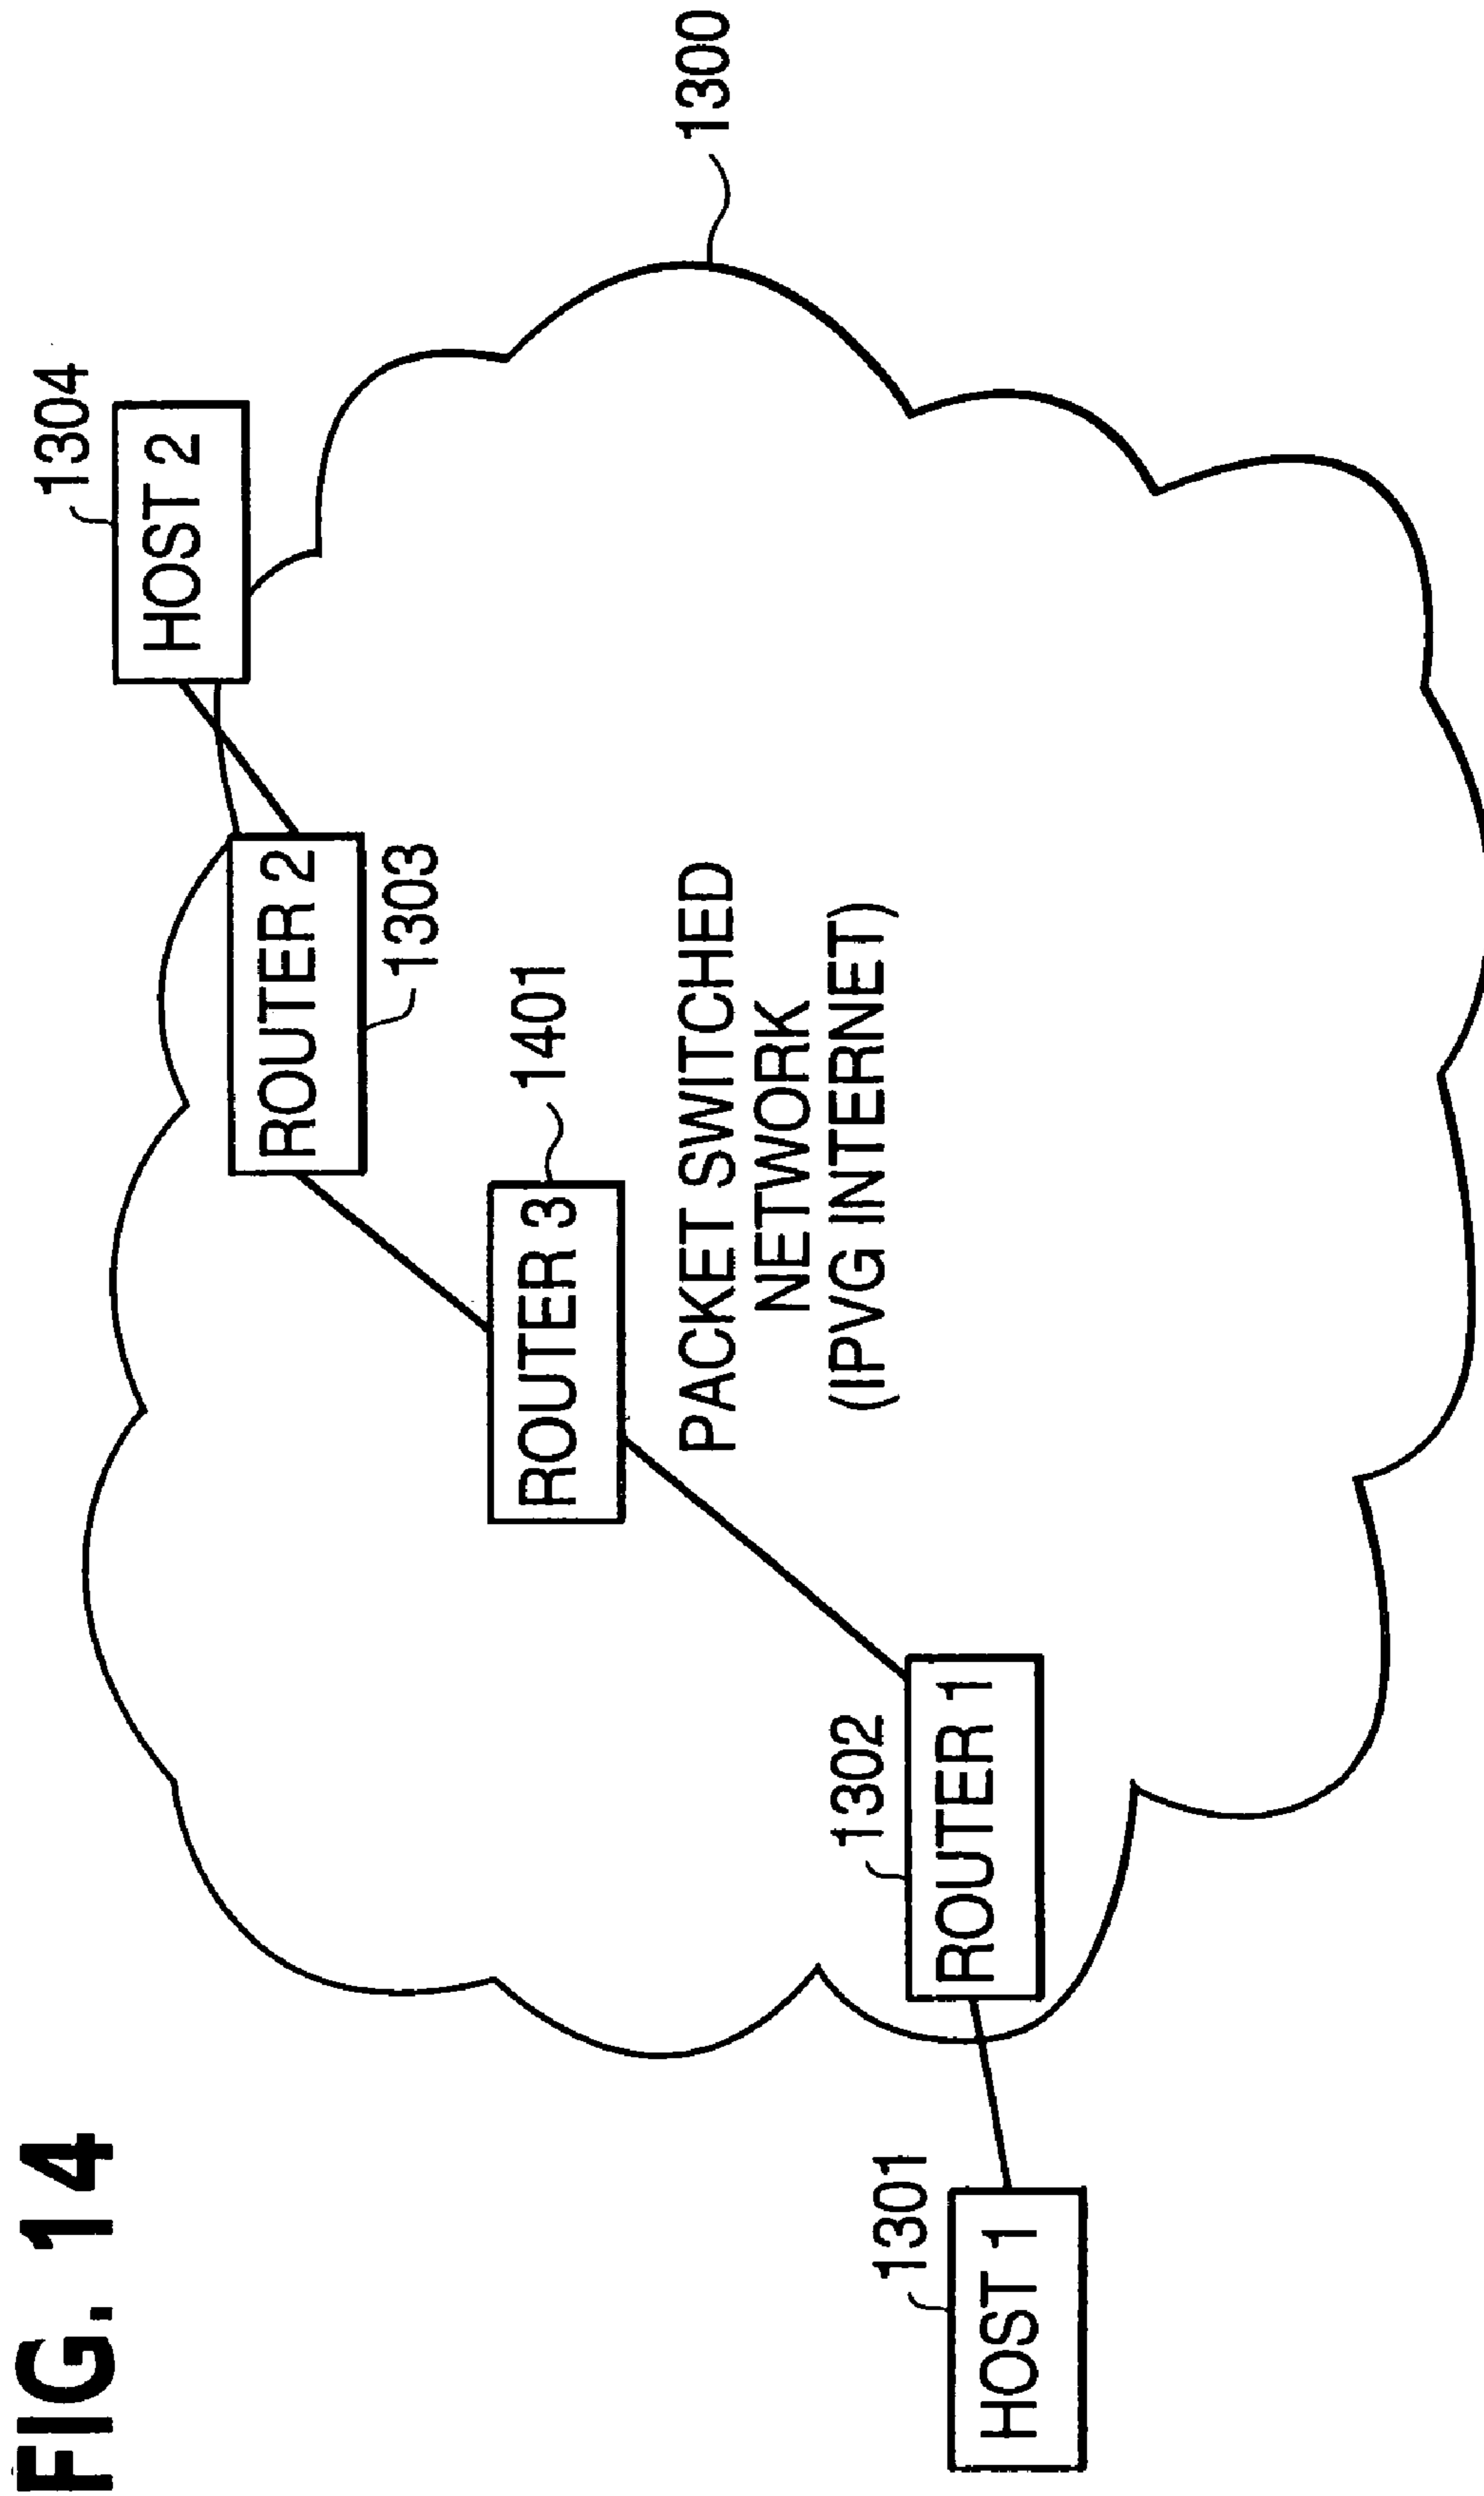 FIG. 14
1304
HOST 2
ROUTER 2
1303
ROUTER 3
1401
1300
PACKET SWITCHED
NETWORK
(IPVG INTERNET)
1302
ROUTER 1
1301
HOST 1